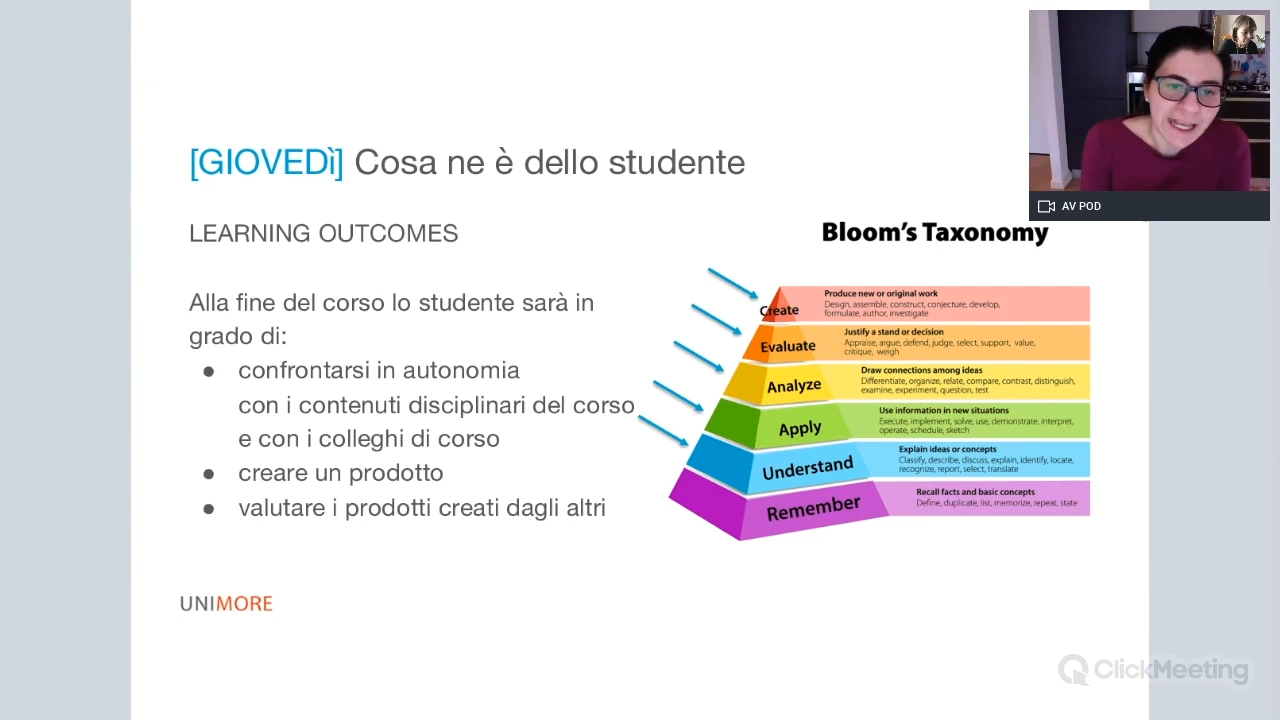 [GIOVEDì] Cosa ne è dello studente
LEARNING OUTCOMES
Alla fine del corso lo studente sarà in
grado di:
● confrontarsi in autonomia
con i contenuti disciplinari del corso
e con i colleghi di corso
● creare un prodotto
● valutare i prodotti creati dagli altri
UNIMORE
AV POD
Bloom's Taxonomy
Create
Produce new or original work
Design, assemble, construct, conjecture, develop,
formulate, author, investigate
Evaluate
Justify a stand or decision
Appraise, argue, defend, judge, select, support, value,
critique, weigh
Analyze
Draw connections among ideas
Differentiate, organize, relate, compare, contrast, distinguish,
examine, experiment, question, test
Apply
Use information in new situations
Execute, implement, solve, use, demonstrate, interpret,
operate, schedule, sketch
Understand
Explain ideas or concepts
Classify, describe, discuss, explain, identify, locate,
recognize, report, select, translate
Remember
Recall facts and basic concepts
Define, duplicate, list, memorize, repeat, state
ClickMeeting